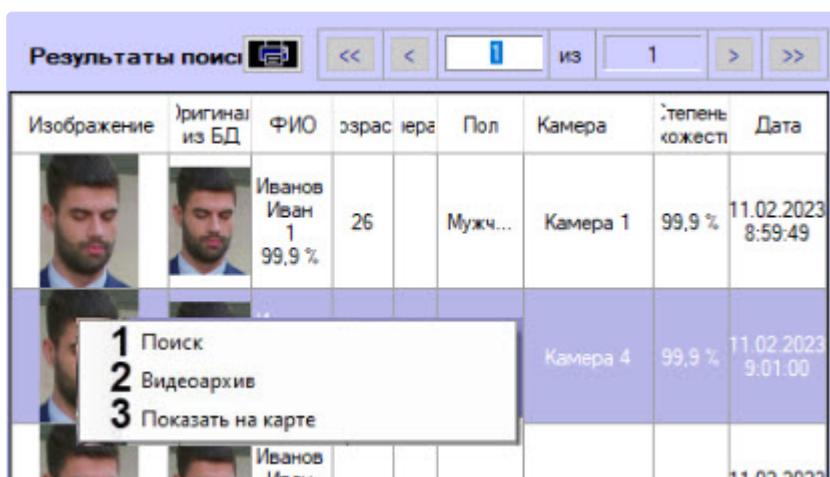 Результаты поис
<< < 1 из 1 > >>
Изображение
из БД
ФИО
Пол
Камера
Дата
Иванов
Иван
1
99,9 %
26
Мужч...
Камера 1
99,9 %
11.02.2023
8:59:49
1 Поиск
2 Видеоархив
3 Показать на карте
Камера 4
99,9 %
11.02.2023
9:01:00
Иванов